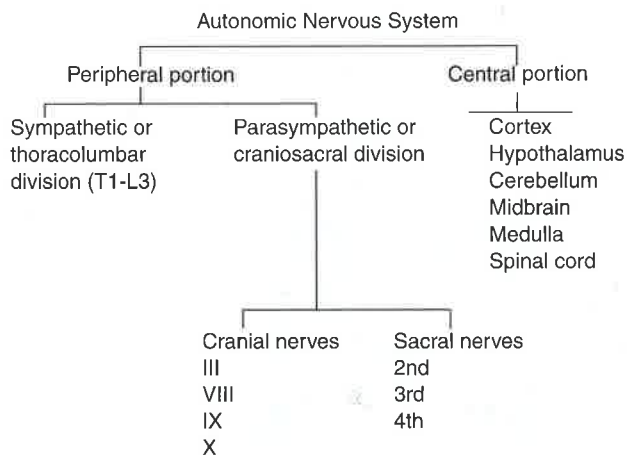 Autonomic Nervous System
Peripheral portion
Central portion
Sympathetic or
thoracolumbar
division (T1-L3)
Parasympathetic or
craniosacral division
Cortex
Hypothalamus
Cerebellum
Midbrain
Medulla
Spinal cord
Cranial nerves
III
VIII
IX
X
Sacral nerves
2nd
3rd
4th